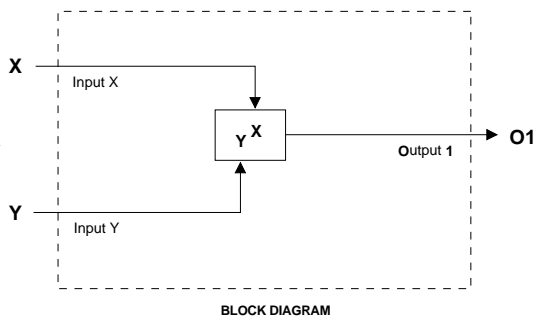 X
Input X
Y X
Output 1
O1
Y
Input Y
BLOCK DIAGRAM